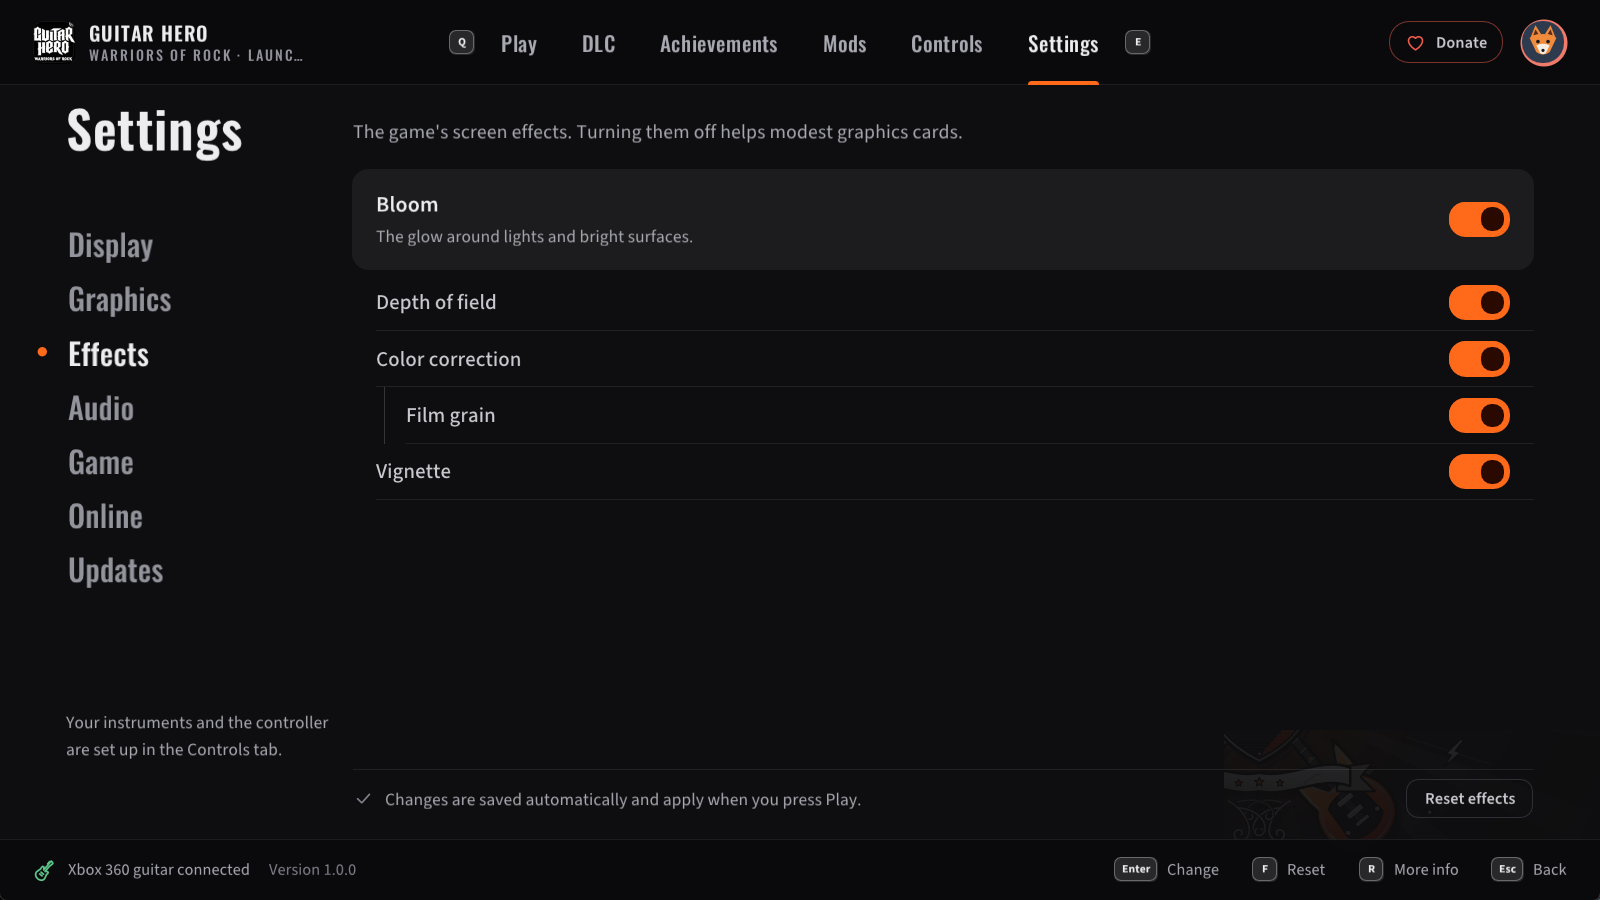 GUITAR HERO
WARRIORS OF ROCK
GUITAR HERO
WARRIORS OF ROCK · LAUNC…
Q
Play
DLC
Achievements
Mods
Controls
Settings
E
Donate
Settings
The game's screen effects. Turning them off helps modest graphics cards.
Display
Graphics
Effects
Audio
Game
Online
Updates
Bloom
The glow around lights and bright surfaces.
Depth of field
Color correction
Film grain
Vignette
Your instruments and the controller
are set up in the Controls tab.
Changes are saved automatically and apply when you press Play.
Reset effects
Xbox 360 guitar connected
Version 1.0.0
Enter Change
F Reset
R More info
Esc Back